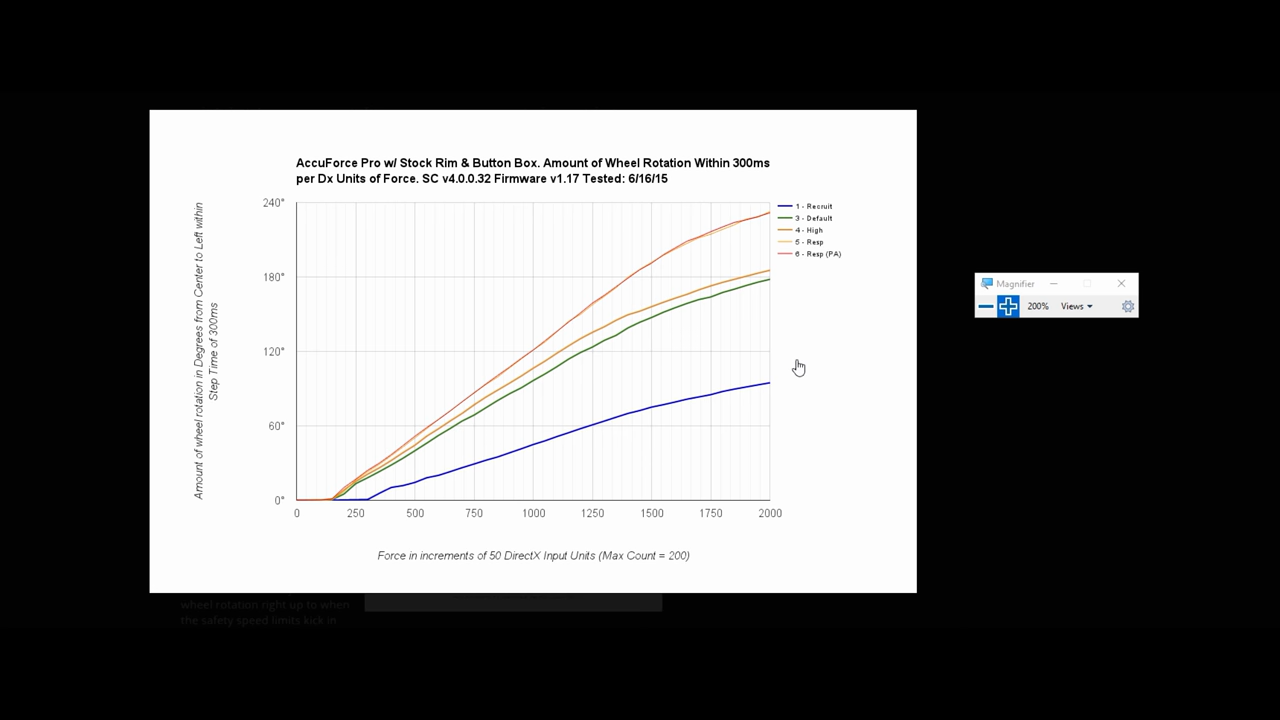 AccuForce Pro w/ Stock Rim & Button Box. Amount of Wheel Rotation Within 300ms
per Dx Units of Force. SC v4.0.0.32 Firmware v1.17 Tested: 6/16/15
Amount of wheel rotation in Degrees from Center to Left within
Step Time of 300ms
240°
180°
120°
60°
0°
0 250 500 750 1000 1250 1500 1750 2000
Force in increments of 50 DirectX Input Units (Max Count = 200)
1 - Recruit
3 - Default
4 - High
5 - Resp
6 - Resp (PA)
Magnifier
200% Views
wheel rotation right up to when
the safety speed limits kick in